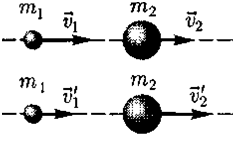 m₁ v⃗₁ m₂ v⃗₂
m₁ v⃗₁′ m₂ v⃗₂′